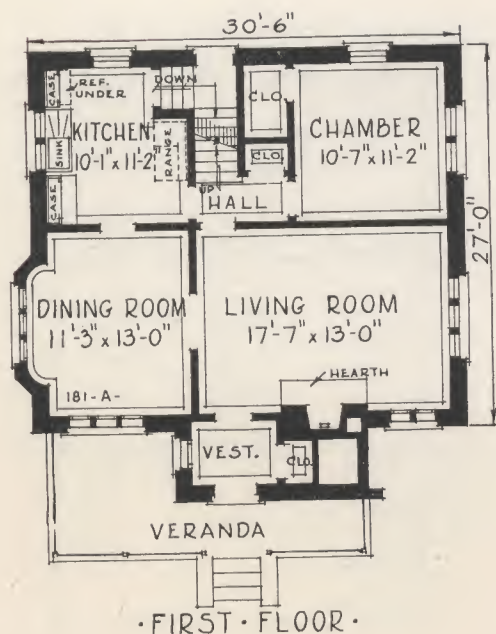 30'-6"
CASE
REF.
UNDER
DOWN
CLO.
KITCHEN
10'-1" x 11'-2"
CHAMBER
10'-7" x 11'-2"
SINK
RANGE
CLO.
CASE
UP
HALL
27'-0"
DINING ROOM
11'-3" x 13'-0"
LIVING ROOM
17'-7" x 13'-0"
HEARTH
181-A-
VEST.
CLO.
VERANDA
·FIRST·FLOOR·